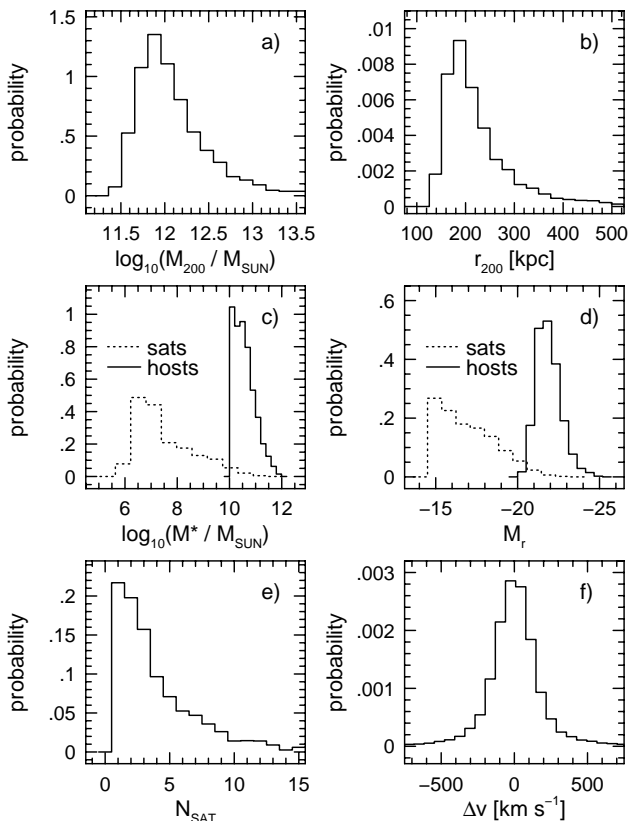 a)
probability
1.5
1
.5
0
11.5 12 12.5 13 13.5
log10(M200 / MSUN)
b)
probability
.01
.008
.006
.004
.002
0
100 200 300 400 500
r200 [kpc]
c)
sats
hosts
probability
1
.8
.6
.4
.2
0
6 8 10 12
log10(M* / MSUN)
d)
sats
hosts
probability
.6
.4
.2
0
−15 −20 −25
Mr
e)
probability
.2
.15
.1
.05
0
0 5 10 15
NSAT
f)
probability
.003
.002
.001
0
−500 0 500
Δv [km s−1]